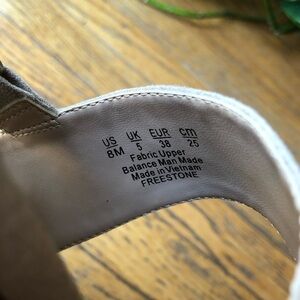 US UK EUR cm
8M 5 38 25
Fabric Upper
Balance Man Made
Made in Vietnam
FREESTONE